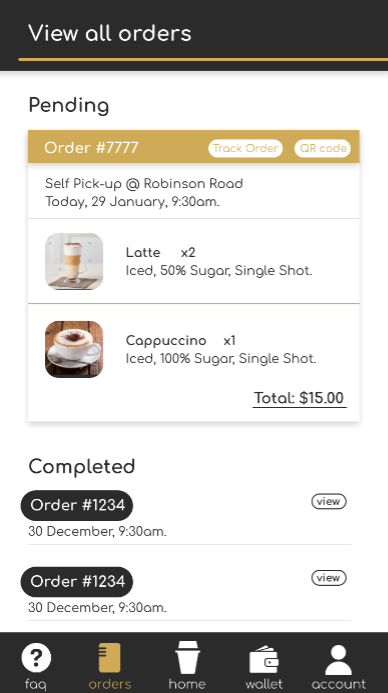 View all orders
Pending
Order #7777 Track Order QR code
Self Pick-up @ Robinson Road
Today, 29 January, 9:30am.
Latte x2
Iced, 50% Sugar, Single Shot.
Cappuccino x1
Iced, 100% Sugar, Single Shot.
Total: $15.00
Completed
Order #1234 view
30 December, 9:30am.
Order #1234 view
30 December, 9:30am.
faq orders home wallet account